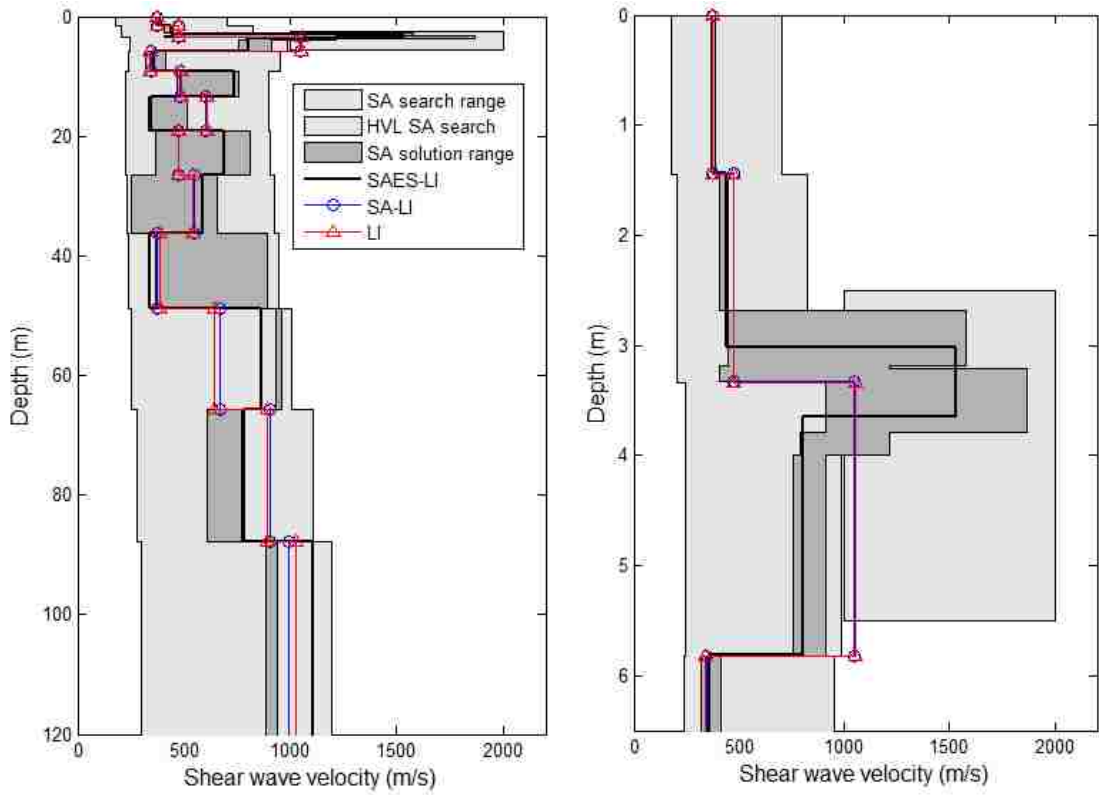 0
20
40
60
80
100
120
Depth (m)
0
500
1000
1500
2000
Shear wave velocity (m/s)
SA search range
HVL SA search
SA solution range
SAES-LI
SA-LI
LI
0
1
2
3
4
5
6
Depth (m)
0
500
1000
1500
2000
Shear wave velocity (m/s)